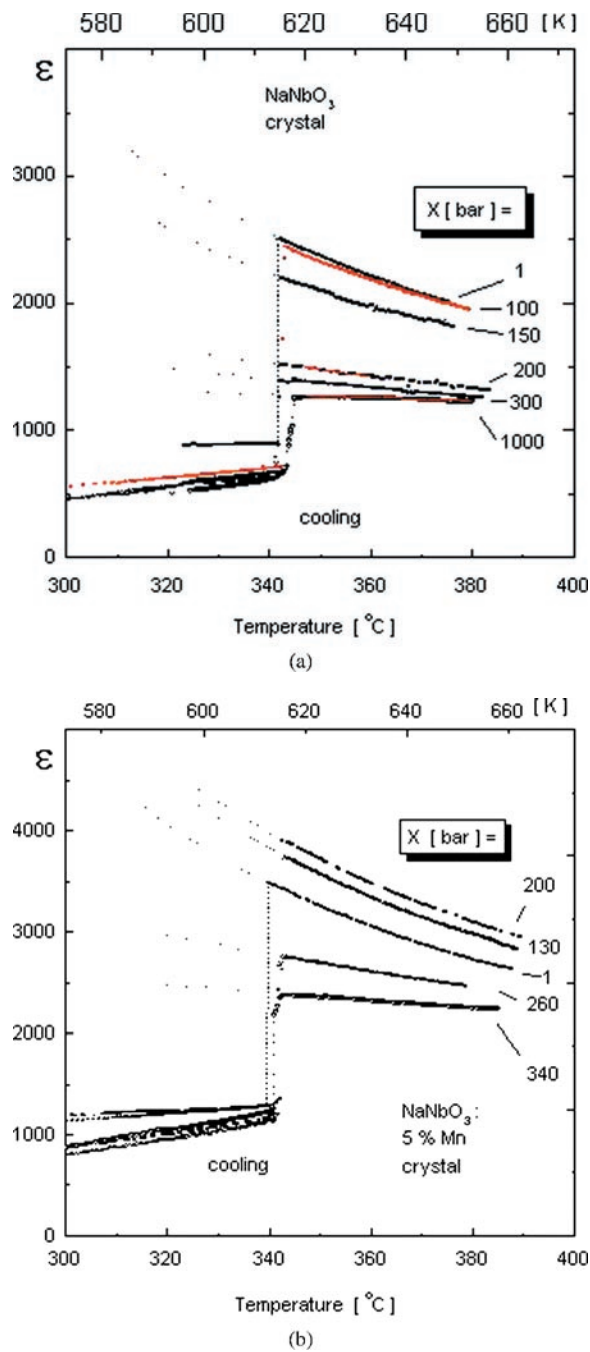 580 600 620 640 660 [ K ]
ε
NaNbO3
crystal
3000
X [ bar ] =
1
100
2000
150
200
300
1000
1000
cooling
0
300 320 340 360 380 400
Temperature [ °C ]
(a)
580 600 620 640 660 [ K ]
ε
4000
X [ bar ] =
200
130
3000
1
260
2000
340
NaNbO3 :
5 % Mn
1000
cooling
crystal
0
300 320 340 360 380 400
Temperature [ °C ]
(b)